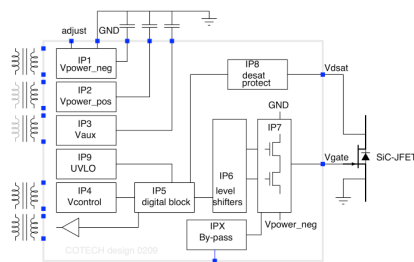 adjust GND
IP1
Vpower_neg
IP2
Vpower_pos
IP3
Vaux
IP9
UVLO
IP4
Vcontrol
IP5
digital block
IP6
level
shifters
IP8
desat
protect
GND
IP7
Vpower_neg
IPX
By-pass
Vdsat
Vgate
SiC-JFET
COTECH design 0209